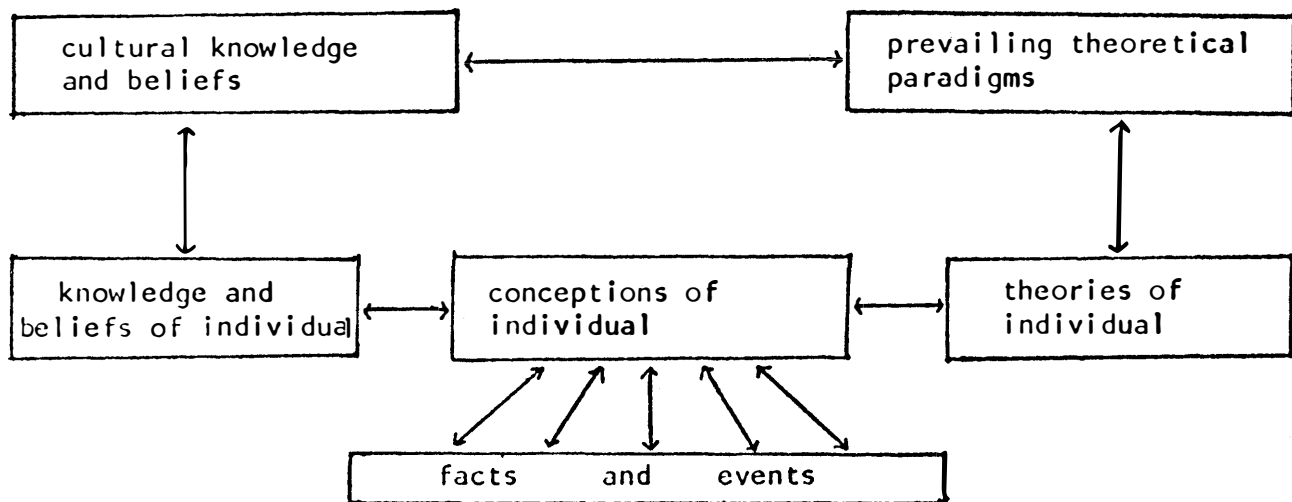 cultural knowledge
and beliefs
prevailing theoretical
paradigms
knowledge and
beliefs of individual
conceptions of
individual
theories of
individual
facts and events